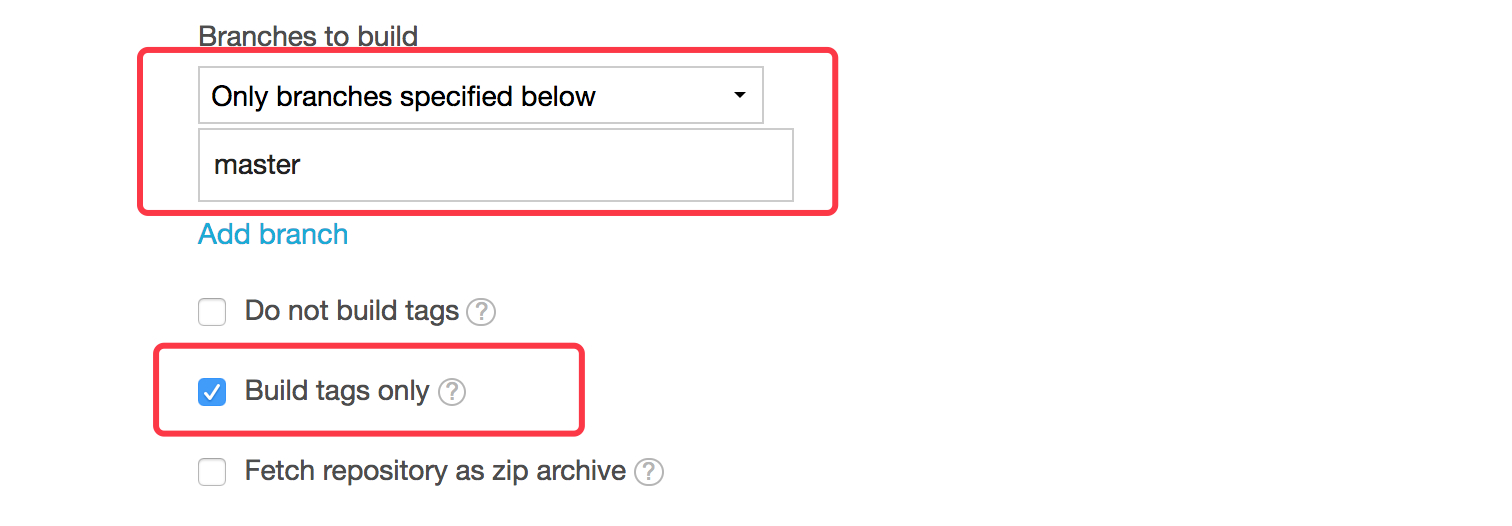 Branches to build
Only branches specified below
master
Add branch
Do not build tags ?
Build tags only ?
Fetch repository as zip archive ?